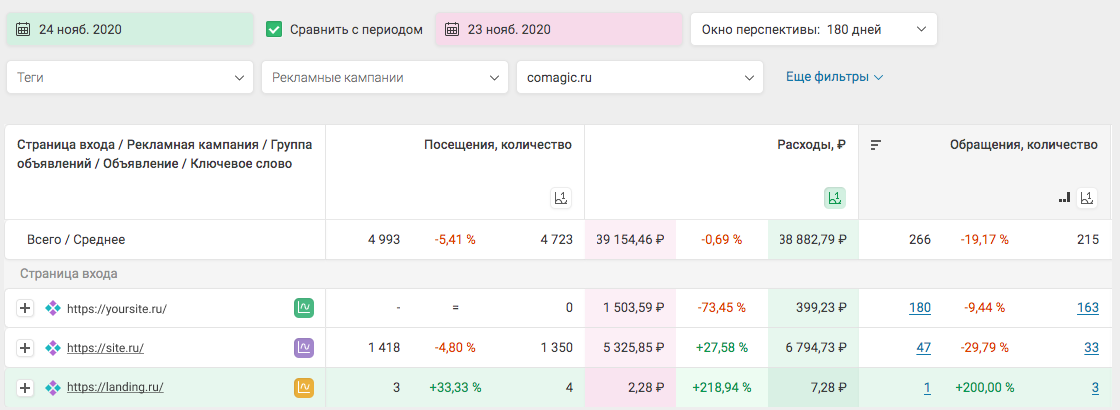 24 нояб. 2020 Сравнить с периодом 23 нояб. 2020 Окно перспективы: 180 дней
Теги Рекламные кампании comagic.ru Еще фильтры
Страница входа / Рекламная кампания / Группа объявлений / Объявление / Ключевое слово Посещения, количество Расходы, ₽ Обращения, количество
Всего / Среднее 4 993 -5,41 % 4 723 39 154,46 ₽ -0,69 % 38 882,79 ₽ 266 -19,17 % 215
Страница входа
https://yoursite.ru/ - = 0 1 503,59 ₽ -73,45 % 399,23 ₽ 180 -9,44 % 163
https://site.ru/ 1 418 -4,80 % 1 350 5 325,85 ₽ +27,58 % 6 794,73 ₽ 47 -29,79 % 33
https://landing.ru/ 3 +33,33 % 4 2,28 ₽ +218,94 % 7,28 ₽ 1 +200,00 % 3